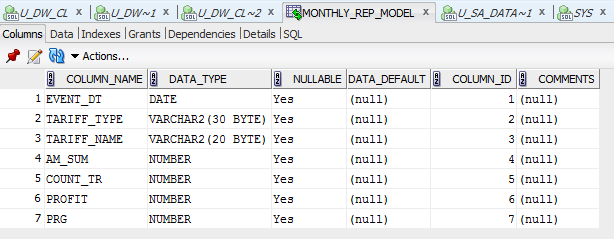 U_DW_CL x U_DW~1 x U_DW_CL~2 x MONTHLY_REP_MODEL x U_SA_DATA~1 x SYS
Columns Data Indexes Grants Dependencies Details SQL
Actions...
COLUMN_NAME DATA_TYPE NULLABLE DATA_DEFAULT COLUMN_ID COMMENTS
1 EVENT_DT DATE Yes (null) 1 (null)
2 TARIFF_TYPE VARCHAR2(30 BYTE) Yes (null) 2 (null)
3 TARIFF_NAME VARCHAR2(20 BYTE) Yes (null) 3 (null)
4 AM_SUM NUMBER Yes (null) 4 (null)
5 COUNT_TR NUMBER Yes (null) 5 (null)
6 PROFIT NUMBER Yes (null) 6 (null)
7 PRG NUMBER Yes (null) 7 (null)